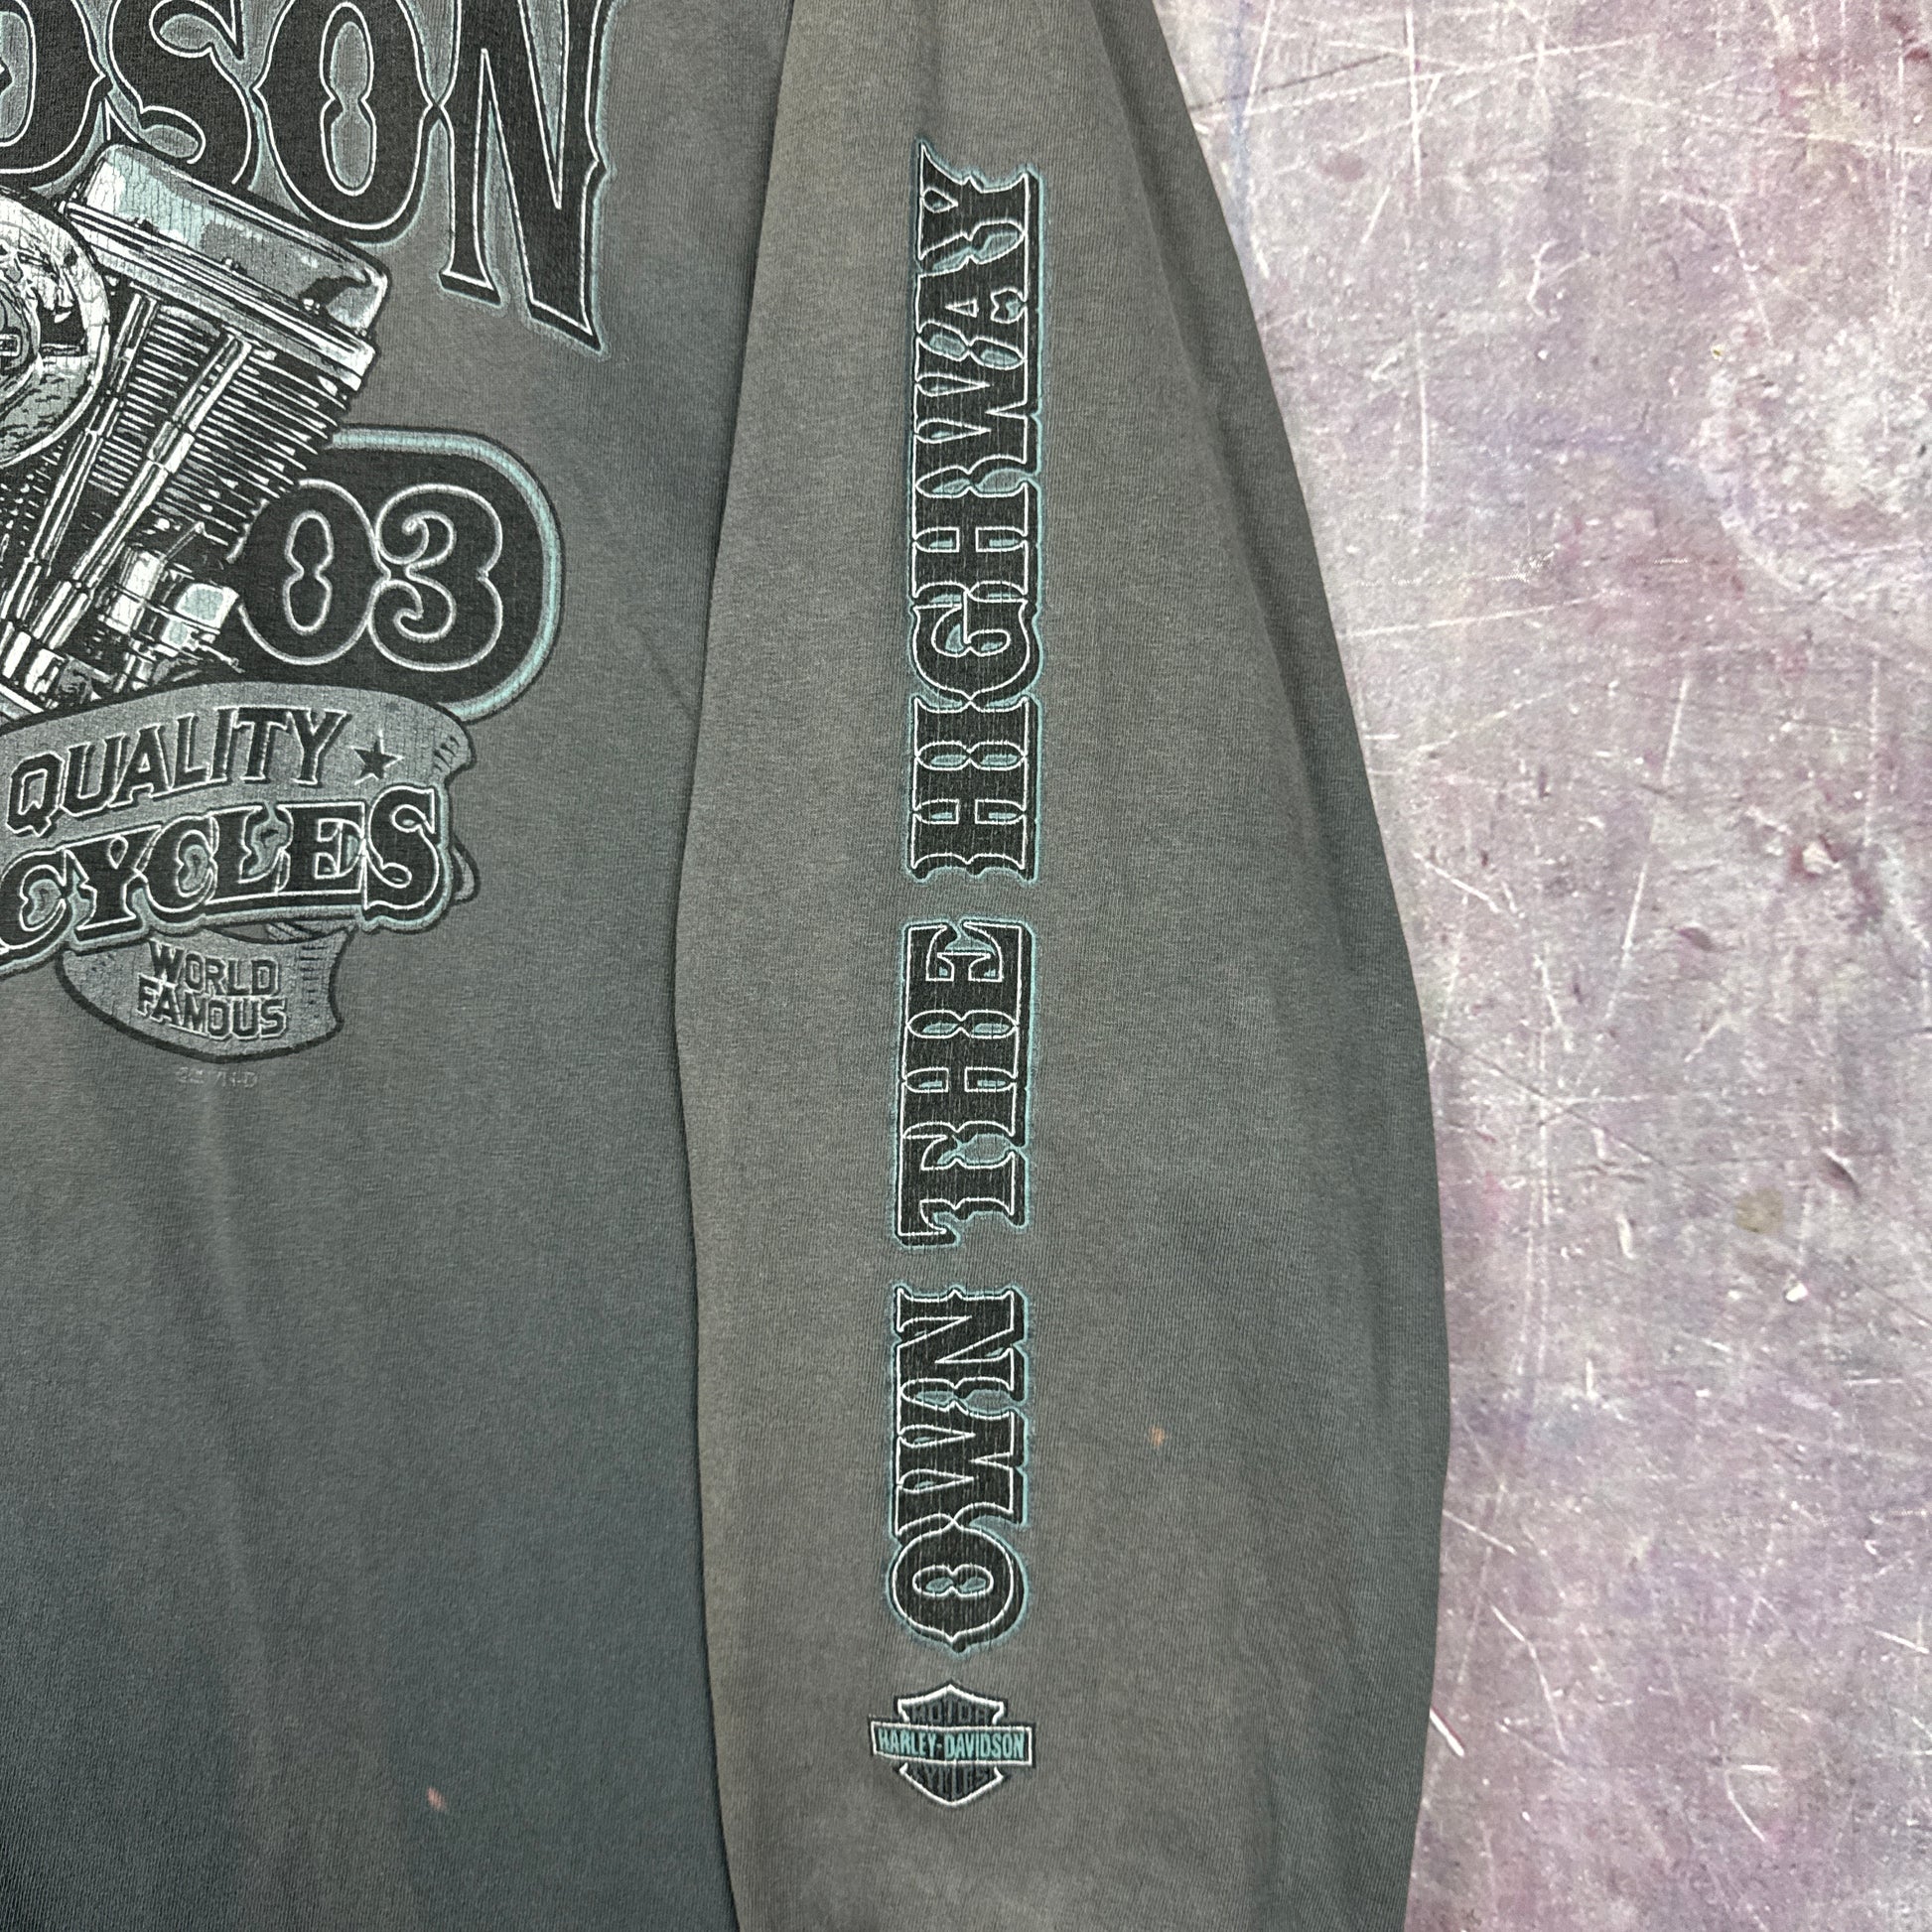 DSON
03
QUALITY ★
CYCLES
WORLD
FAMOUS
OWN THE HIGHWAY
MOTOR
HARLEY-DAVIDSON
CYCLES